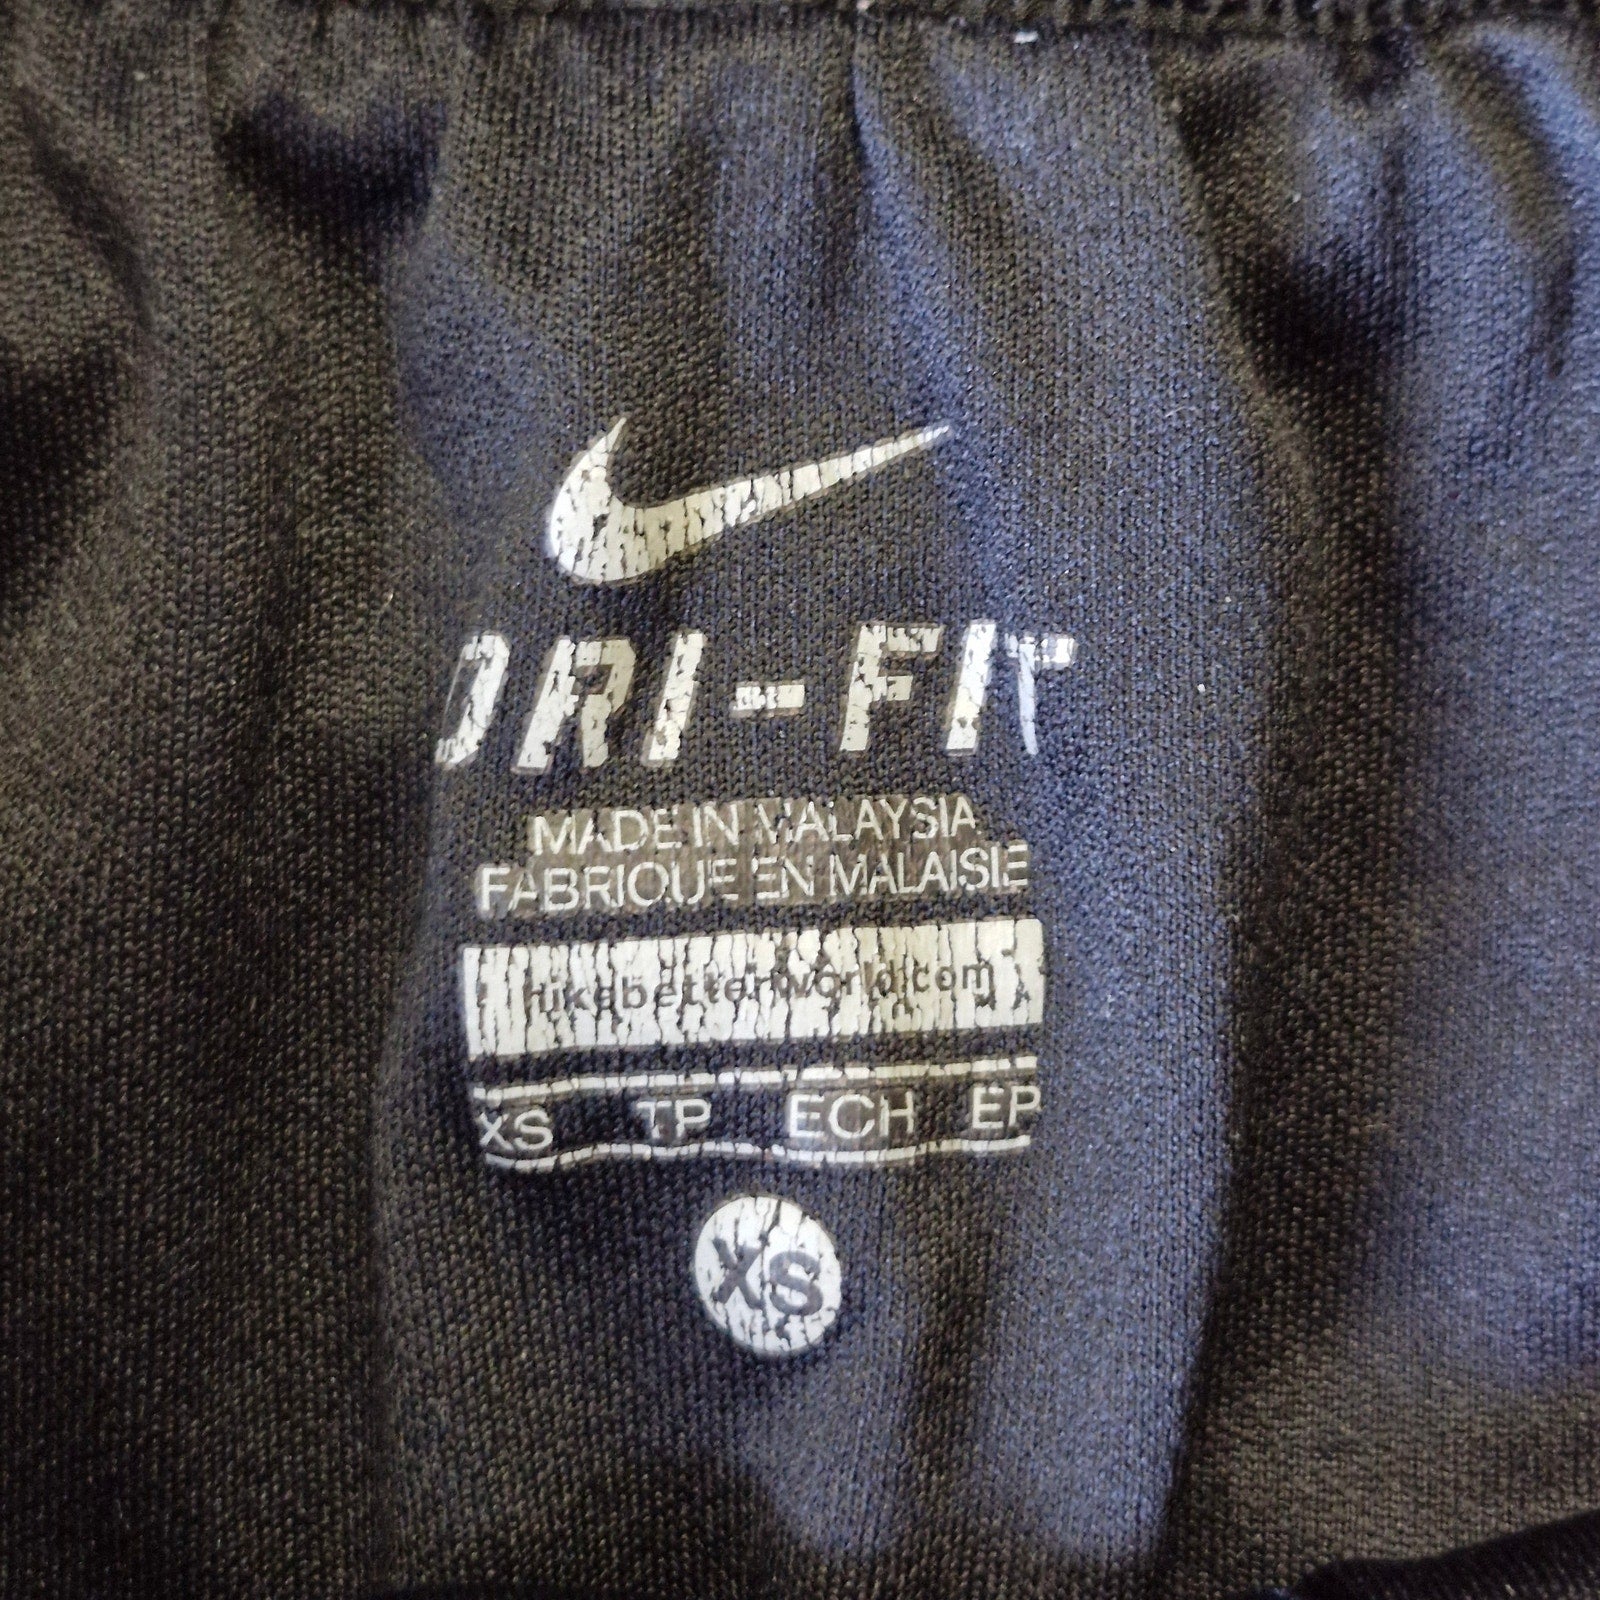 DRI-FIT
MADE IN MALAYSIA
FABRIQUE EN MALAISIE
nikebetterworld.com
XS TP ECH EP
XS